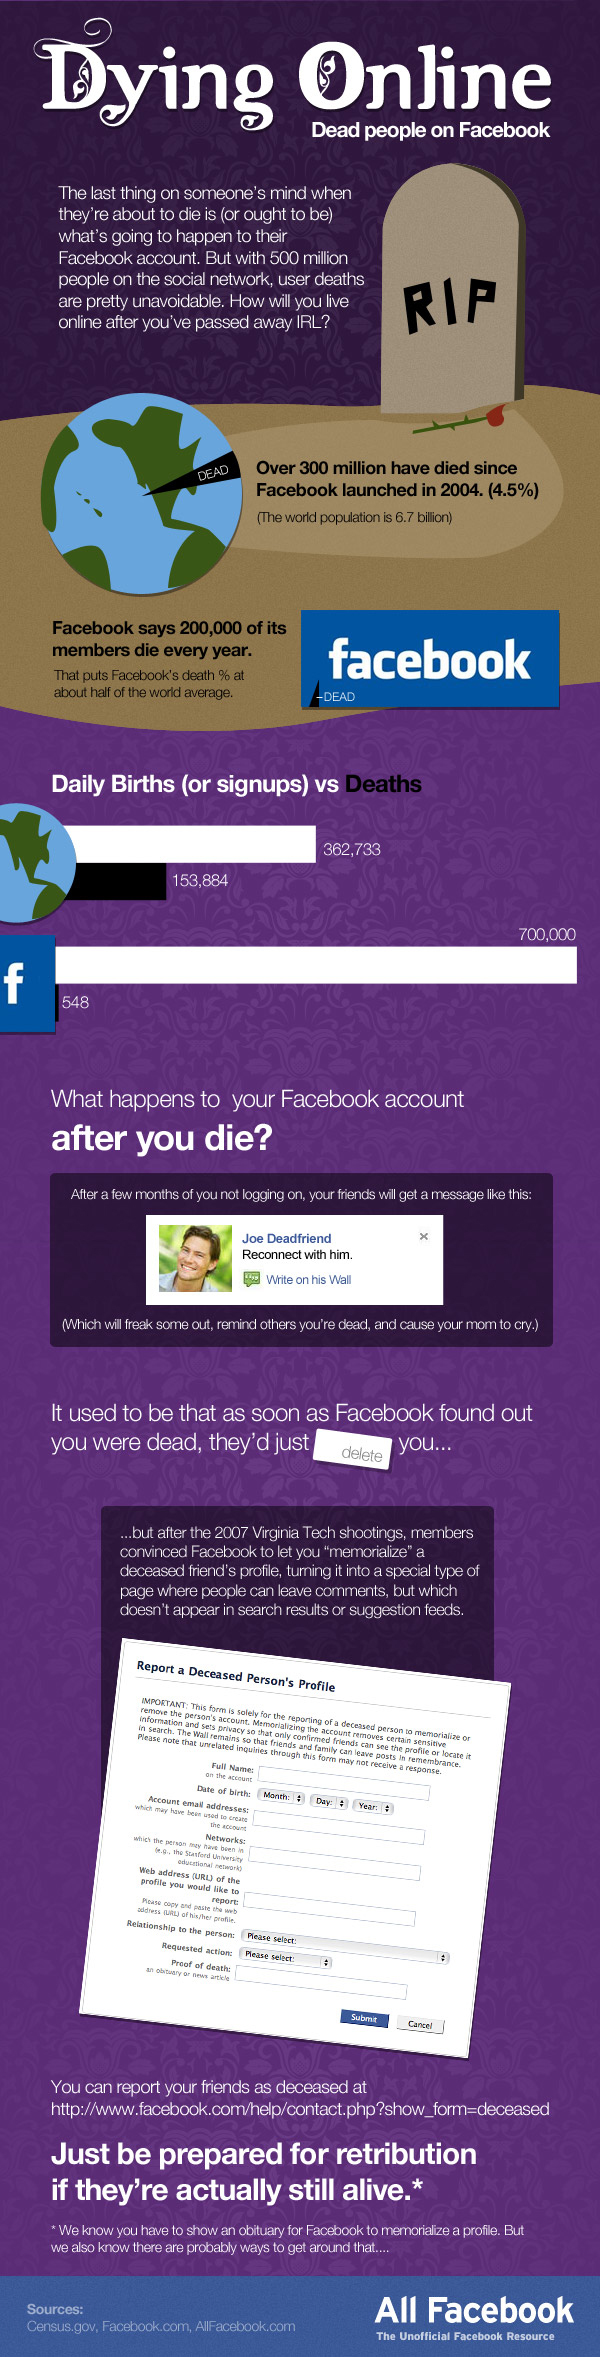 Dying Online
Dead people on Facebook
The last thing on someone's mind when
they're about to die is (or ought to be)
what's going to happen to their
Facebook account. But with 500 million
people on the social network, user deaths
are pretty unavoidable. How will you live
online after you've passed away IRL?
RIP
DEAD
Over 300 million have died since
Facebook launched in 2004. (4.5%)
(The world population is 6.7 billion)
Facebook says 200,000 of its
members die every year.
That puts Facebook's death % at
about half of the world average.
facebook
DEAD
Daily Births (or signups) vs Deaths
362,733
153,884
700,000
f
548
What happens to your Facebook account
after you die?
After a few months of you not logging on, your friends will get a message like this:
Joe Deadfriend
Reconnect with him.
Write on his Wall
(Which will freak some out, remind others you're dead, and cause your mom to cry.)
It used to be that as soon as Facebook found out
you were dead, they'd just delete you...
...but after the 2007 Virginia Tech shootings, members
convinced Facebook to let you “memorialize” a
deceased friend's profile, turning it into a special type of
page where people can leave comments, but which
doesn't appear in search results or suggestion feeds.
Report a Deceased Person's Profile
IMPORTANT: This form is solely for the reporting of a deceased person to memorialize or
remove the person's account. Memorializing the account removes certain sensitive
information and sets privacy so that only confirmed friends can see the profile or locate it
in search. The Wall remains so that friends and family can leave posts in remembrance.
Please note that unrelated inquiries through this form may not receive a response.
Full Name:
on the account
Date of birth: Month: Day: Year:
Account email addresses:
which may have been used to create
the account
Networks:
which the person may have been in
(e.g., the Stanford University
educational network)
Web address (URL) of the
profile you would like to
report:
Please copy and paste the web
address (URL) of his/her profile.
Relationship to the person: Please select:
Requested action: Please select:
Proof of death:
an obituary or news article
Submit Cancel
You can report your friends as deceased at
http://www.facebook.com/help/contact.php?show_form=deceased
Just be prepared for retribution
if they're actually still alive.*
* We know you have to show an obituary for Facebook to memorialize a profile. But
we also know there are probably ways to get around that....
Sources:
Census.gov, Facebook.com, AllFacebook.com
All Facebook
The Unofficial Facebook Resource